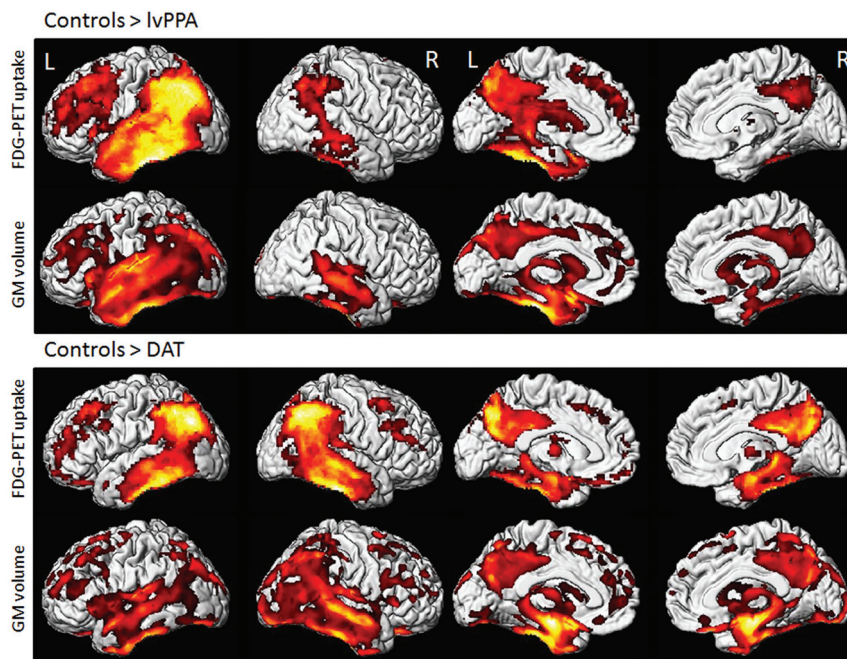 Controls > lvPPA
L R L R
FDG-PET uptake
GM volume
Controls > DAT
FDG-PET uptake
GM volume